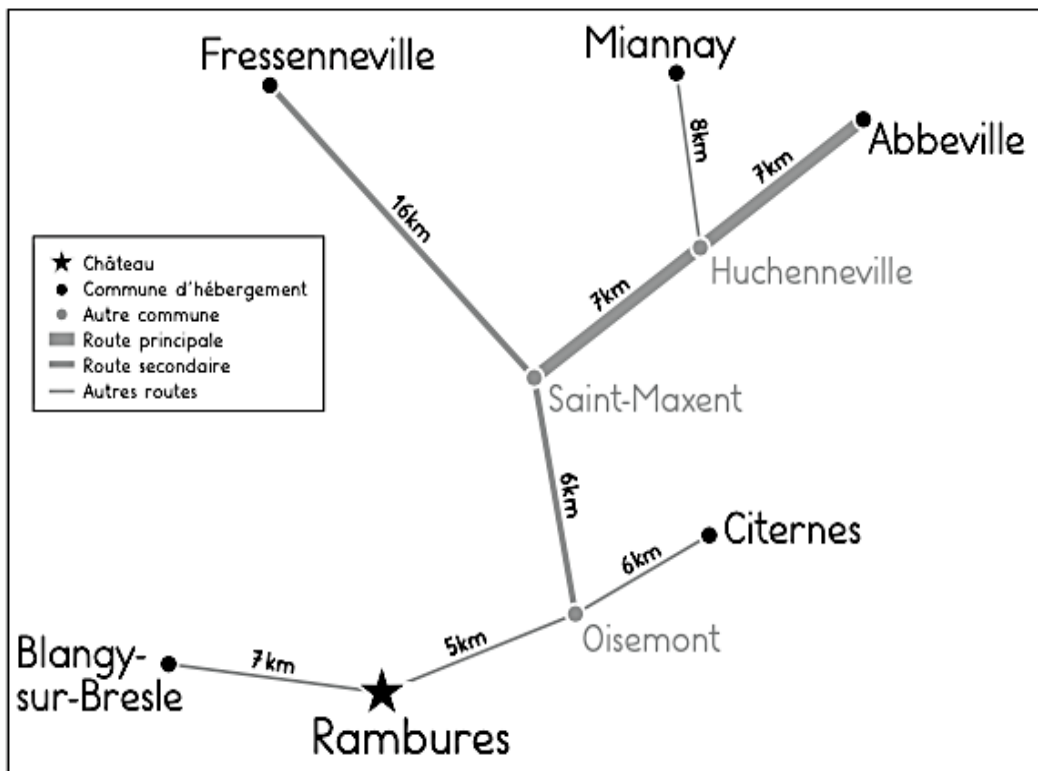 Fressenneville
Miannay
Abbeville
8km
7km
16km
Huchenneville
7km
Château
Commune d'hébergement
Autre commune
Route principale
Route secondaire
Autres routes
Saint-Maxent
6km
Citernes
6km
Oisemont
5km
Blangy-
sur-Bresle
7km
Rambures